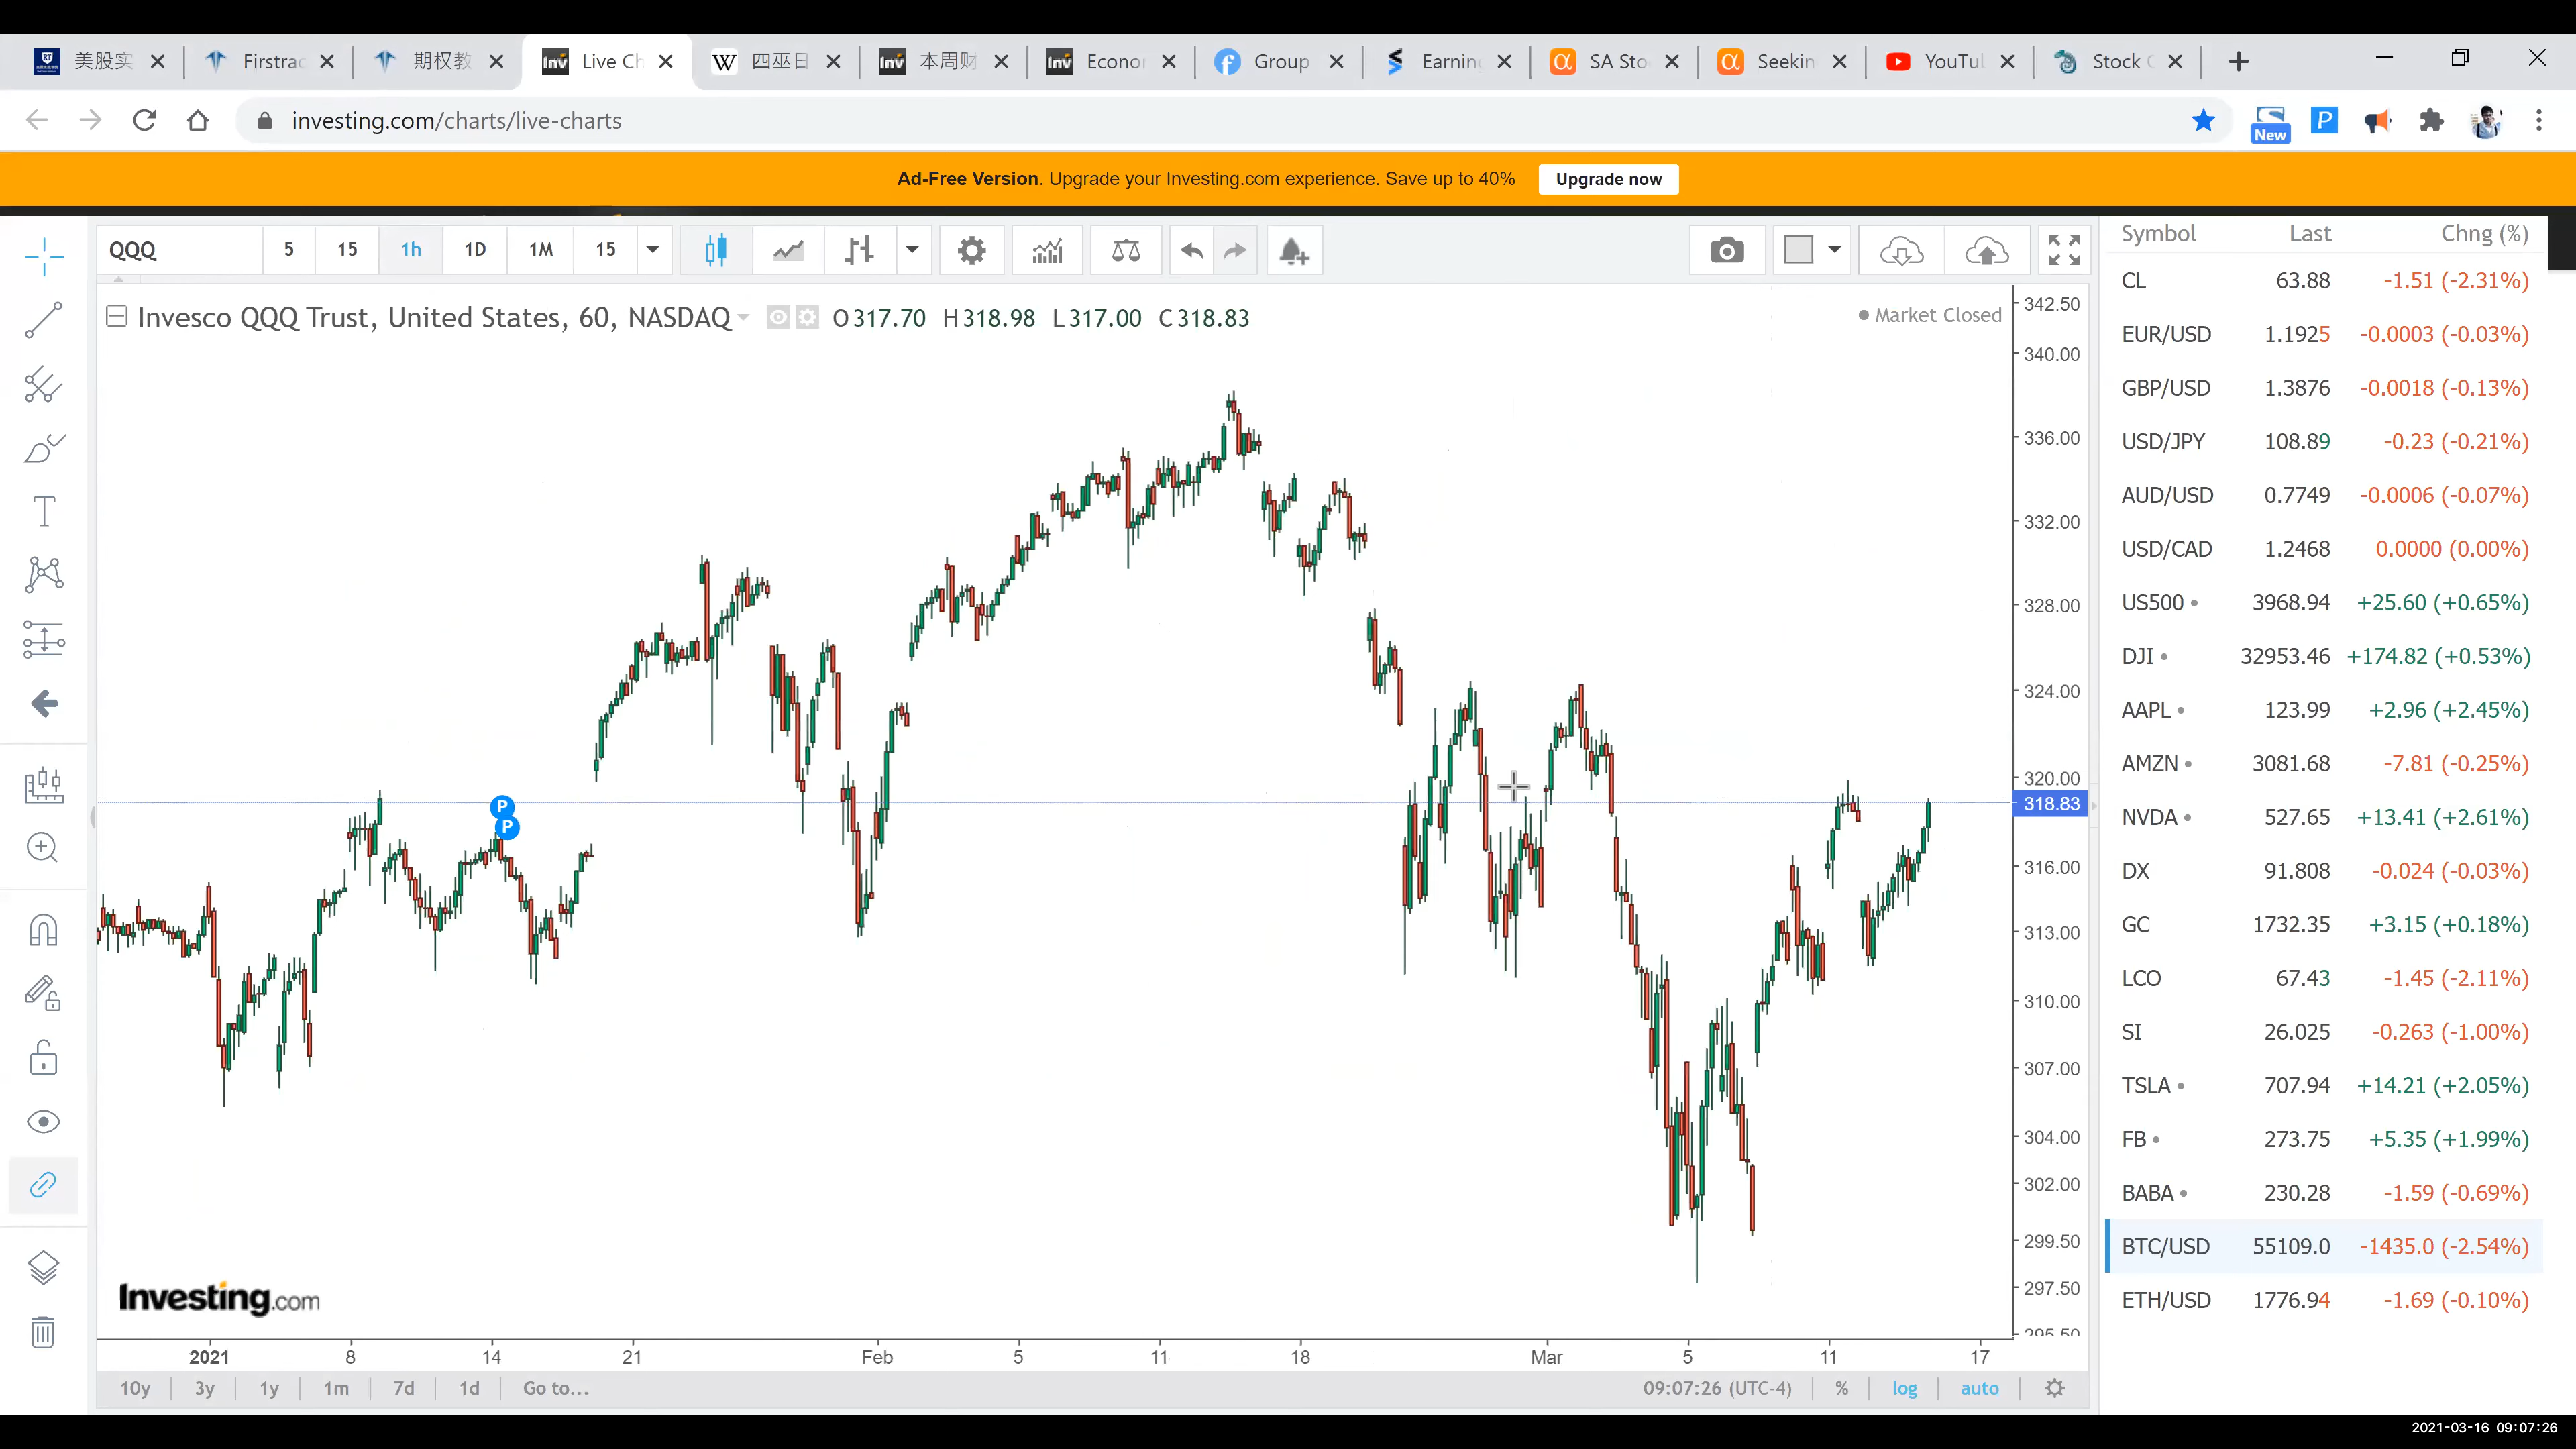 美股实 Firstrac 期权教 Live Ch 四巫日 本周财 Econor Group Earning SA Sto Seekin YouTu Stock C
investing.com/charts/live-charts
New
Ad-Free Version. Upgrade your Investing.com experience. Save up to 40% Upgrade now
QQQ 5 15 1h 1D 1M 15
Symbol Last Chng (%)
Invesco QQQ Trust, United States, 60, NASDAQ O317.70 H318.98 L317.00 C318.83
Market Closed
342.50
340.00
336.00
332.00
328.00
324.00
320.00
318.83
316.00
313.00
310.00
307.00
304.00
302.00
299.50
297.50
295.50
P
P
CL 63.88 -1.51 (-2.31%)
EUR/USD 1.1925 -0.0003 (-0.03%)
GBP/USD 1.3876 -0.0018 (-0.13%)
USD/JPY 108.89 -0.23 (-0.21%)
AUD/USD 0.7749 -0.0006 (-0.07%)
USD/CAD 1.2468 0.0000 (0.00%)
US500 3968.94 +25.60 (+0.65%)
DJI 32953.46 +174.82 (+0.53%)
AAPL 123.99 +2.96 (+2.45%)
AMZN 3081.68 -7.81 (-0.25%)
NVDA 527.65 +13.41 (+2.61%)
DX 91.808 -0.024 (-0.03%)
GC 1732.35 +3.15 (+0.18%)
LCO 67.43 -1.45 (-2.11%)
SI 26.025 -0.263 (-1.00%)
TSLA 707.94 +14.21 (+2.05%)
FB 273.75 +5.35 (+1.99%)
BABA 230.28 -1.59 (-0.69%)
BTC/USD 55109.0 -1435.0 (-2.54%)
ETH/USD 1776.94 -1.69 (-0.10%)
Investing.com
2021 8 14 21 Feb 5 11 18 Mar 5 11 17
10y 3y 1y 1m 7d 1d Go to... 09:07:26 (UTC-4) % log auto
2021-03-16 09:07:26